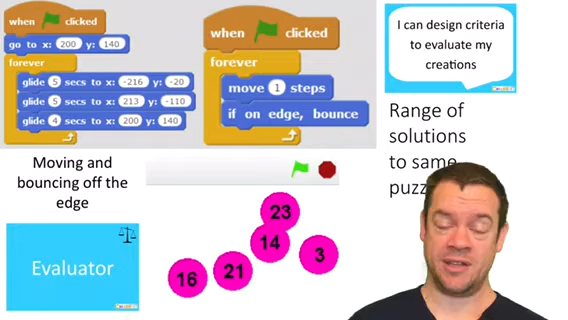 when clicked
go to x: 200 y: 140
forever
glide 5 secs to x: -216 y: -20
glide 5 secs to x: 213 y: -110
glide 4 secs to x: 200 y: 140
when clicked
forever
move 1 steps
if on edge, bounce
I can design criteria
to evaluate my
creations
Range of
solutions
to same
Moving and
bouncing off the
edge
Evaluator
23
14
3
21
16